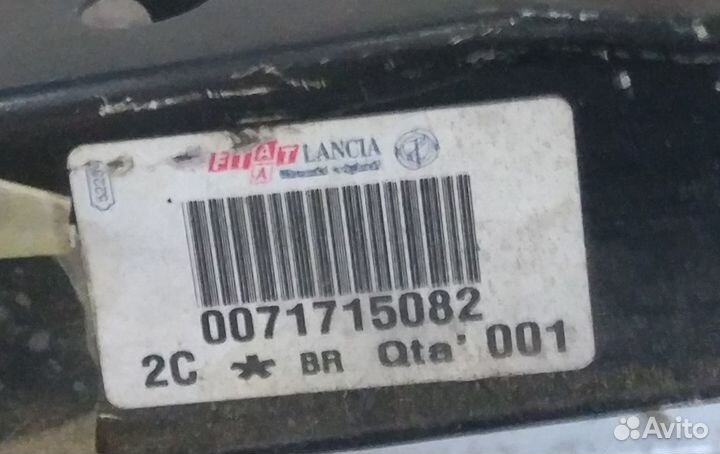 FIAT LANCIA
A
0071715082
2C * BR Qta' 001
Avito